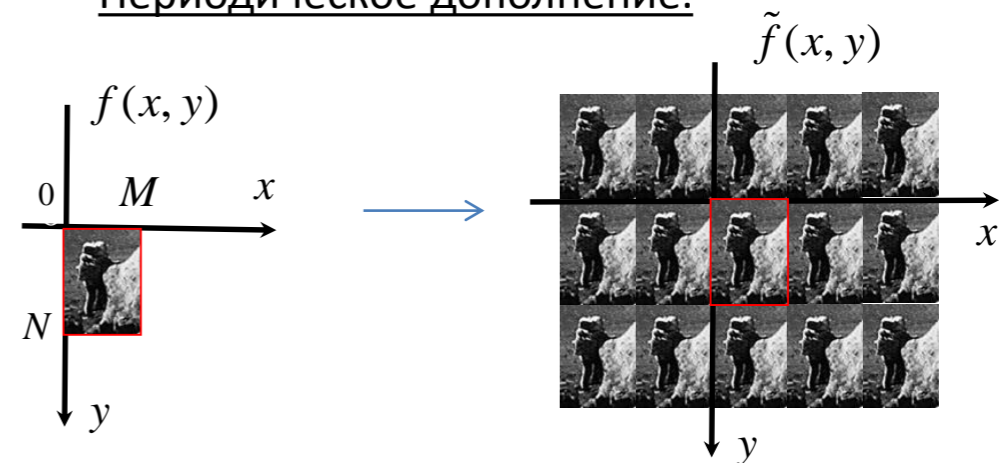 Периодическое дополнение:
f̃(x, y)
f(x, y)
0
M
x
x
N
y
y